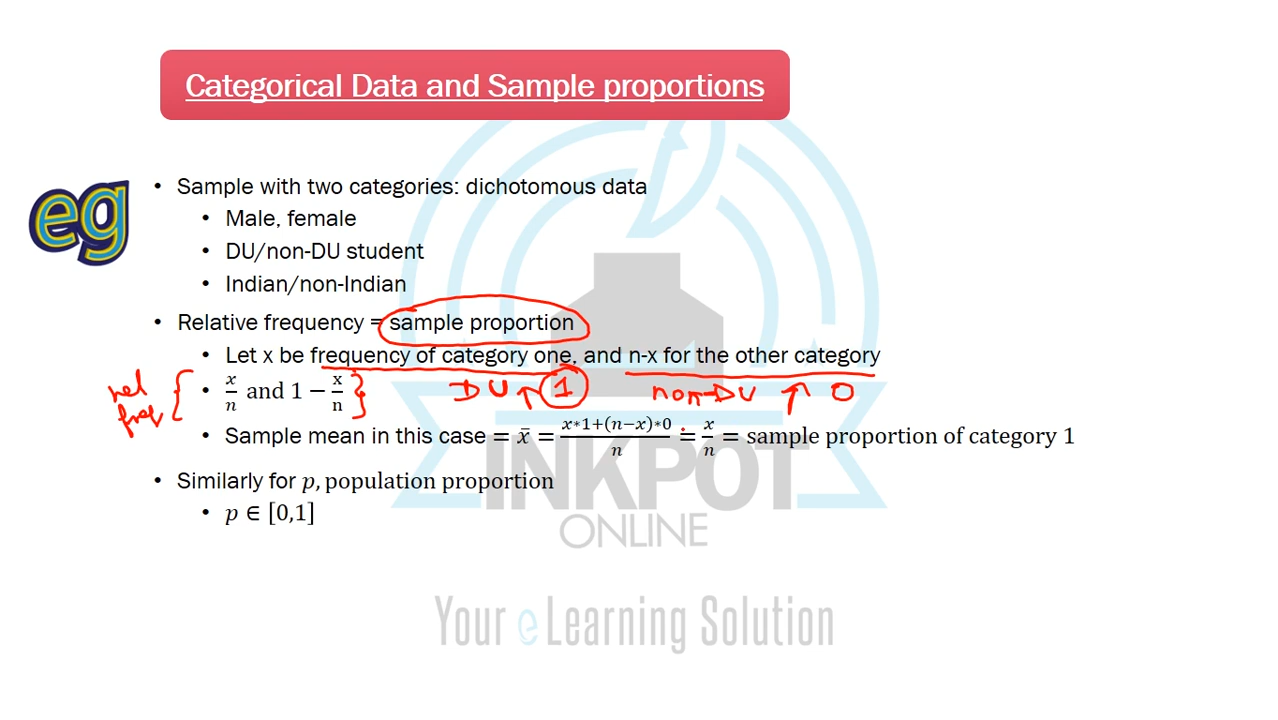 Categorical Data and Sample proportions
eg
• Sample with two categories: dichotomous data
• Male, female
• DU/non-DU student
• Indian/non-Indian
• Relative frequency = sample proportion
• Let x be frequency of category one, and n-x for the other category
rel freq { • x/n and 1 − x/n } DU ↑ 1 non-DU ↑ 0
• Sample mean in this case = x̄ = (x*1+(n−x)*0)/n = x/n = sample proportion of category 1
• Similarly for p, population proportion
• p ∈ [0,1]
INKPOT
ONLINE
Your e Learning Solution